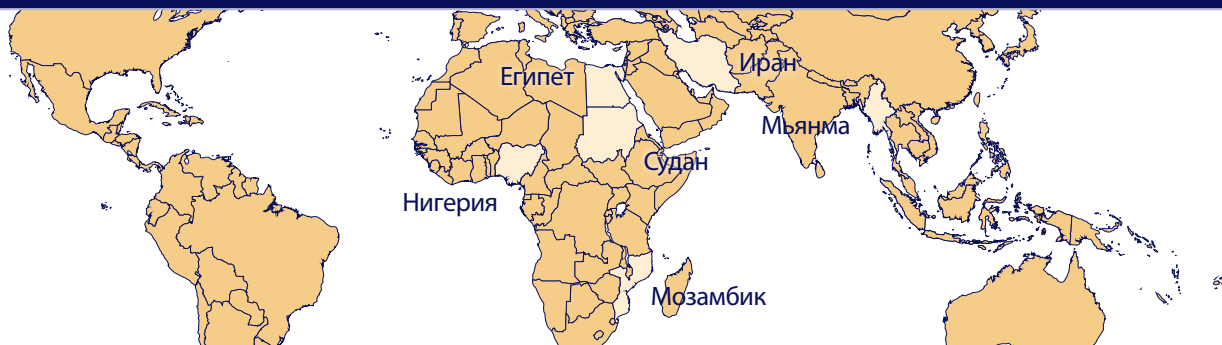 Иран
Египет
Мьянма
Судан
Нигерия
Мозамбик